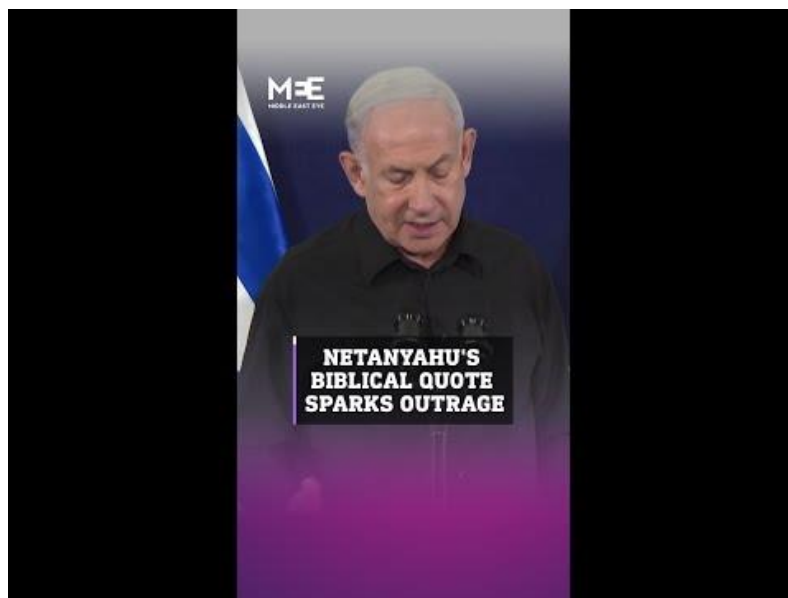 MEE
MIDDLE EAST EYE
NETANYAHU'S
BIBLICAL QUOTE
SPARKS OUTRAGE